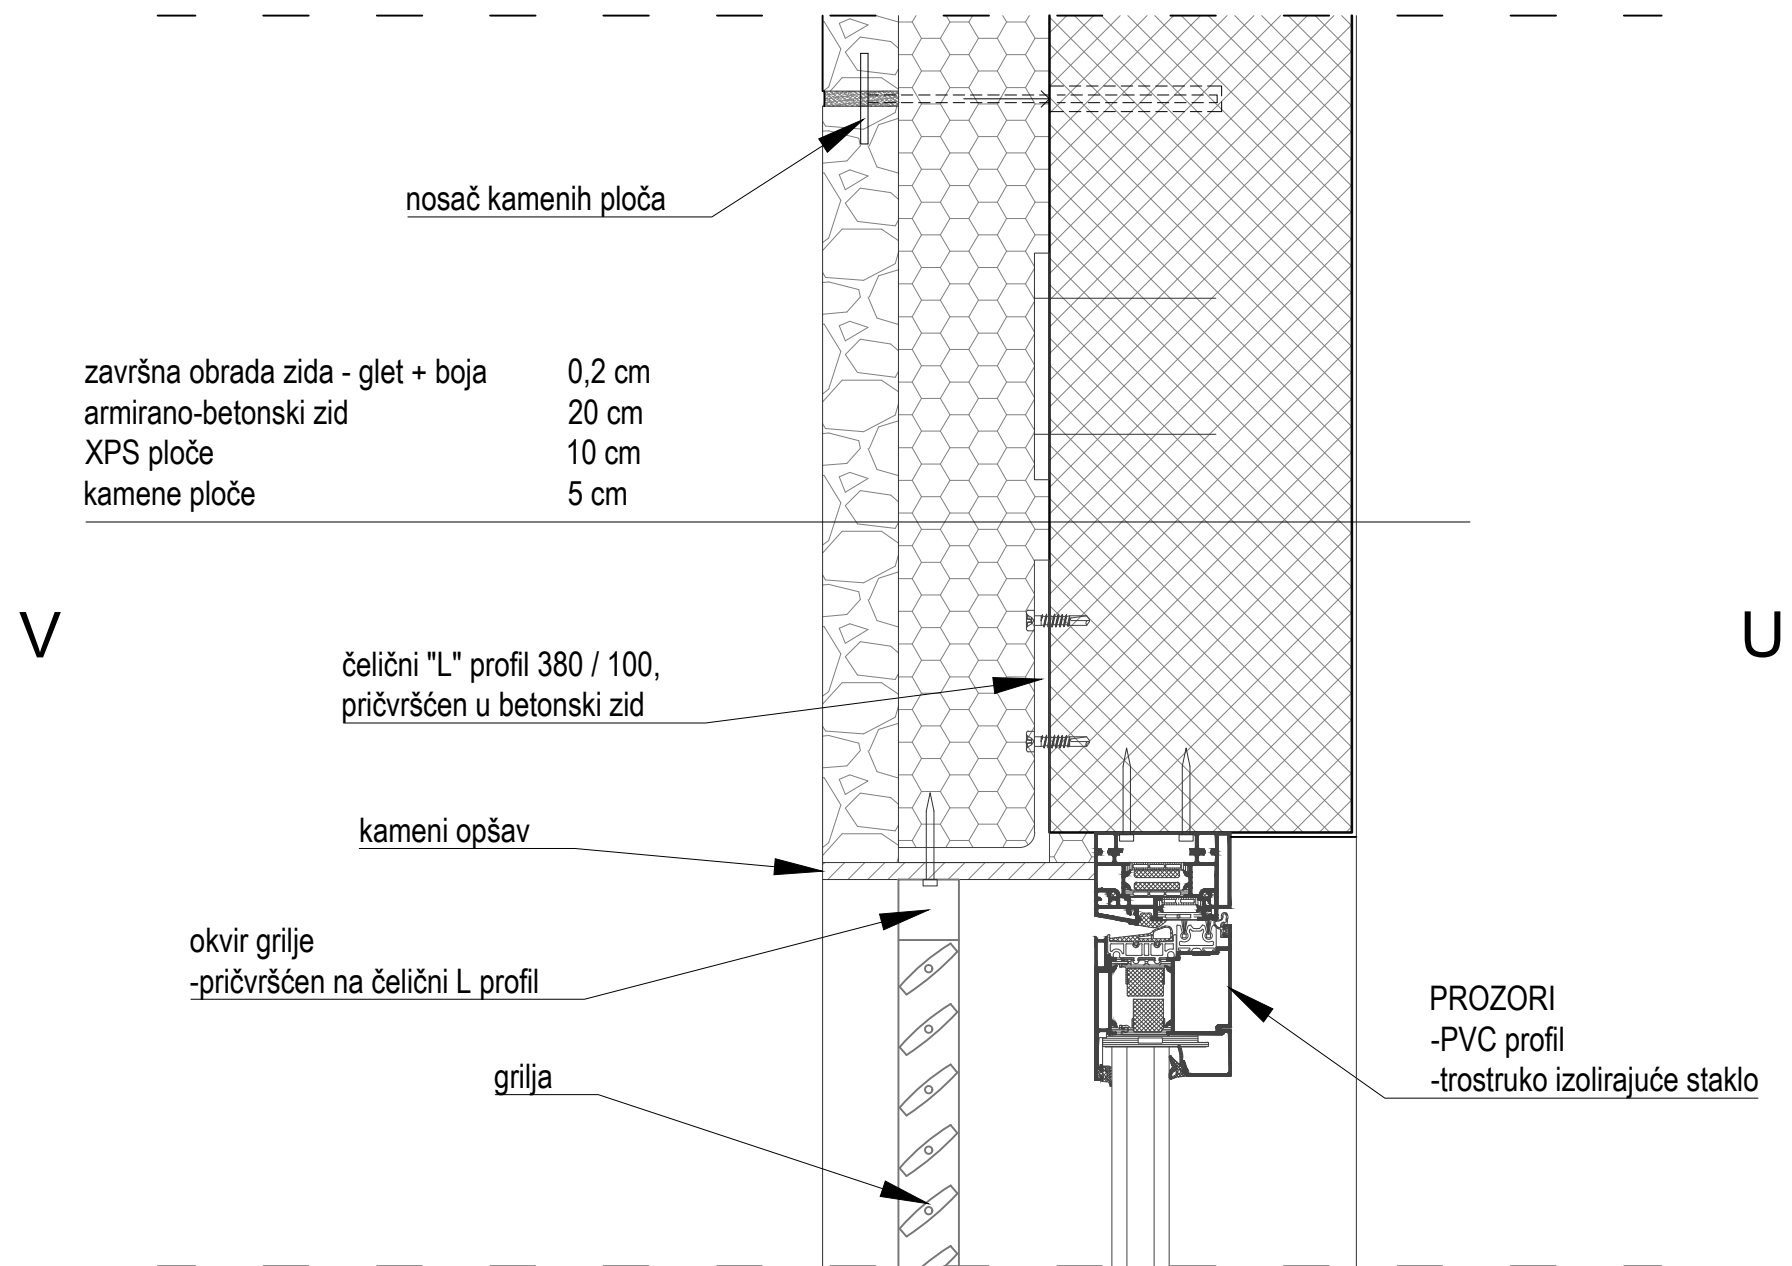 nosač kamenih ploča
završna obrada zida - glet + boja 0,2 cm
armirano-betonski zid 20 cm
XPS ploče 10 cm
kamene ploče 5 cm
V
U
čelični "L" profil 380 / 100,
pričvršćen u betonski zid
kameni opšav
okvir grilje
-pričvršćen na čelični L profil
PROZORI
-PVC profil
-trostruko izolirajuće staklo
grilja